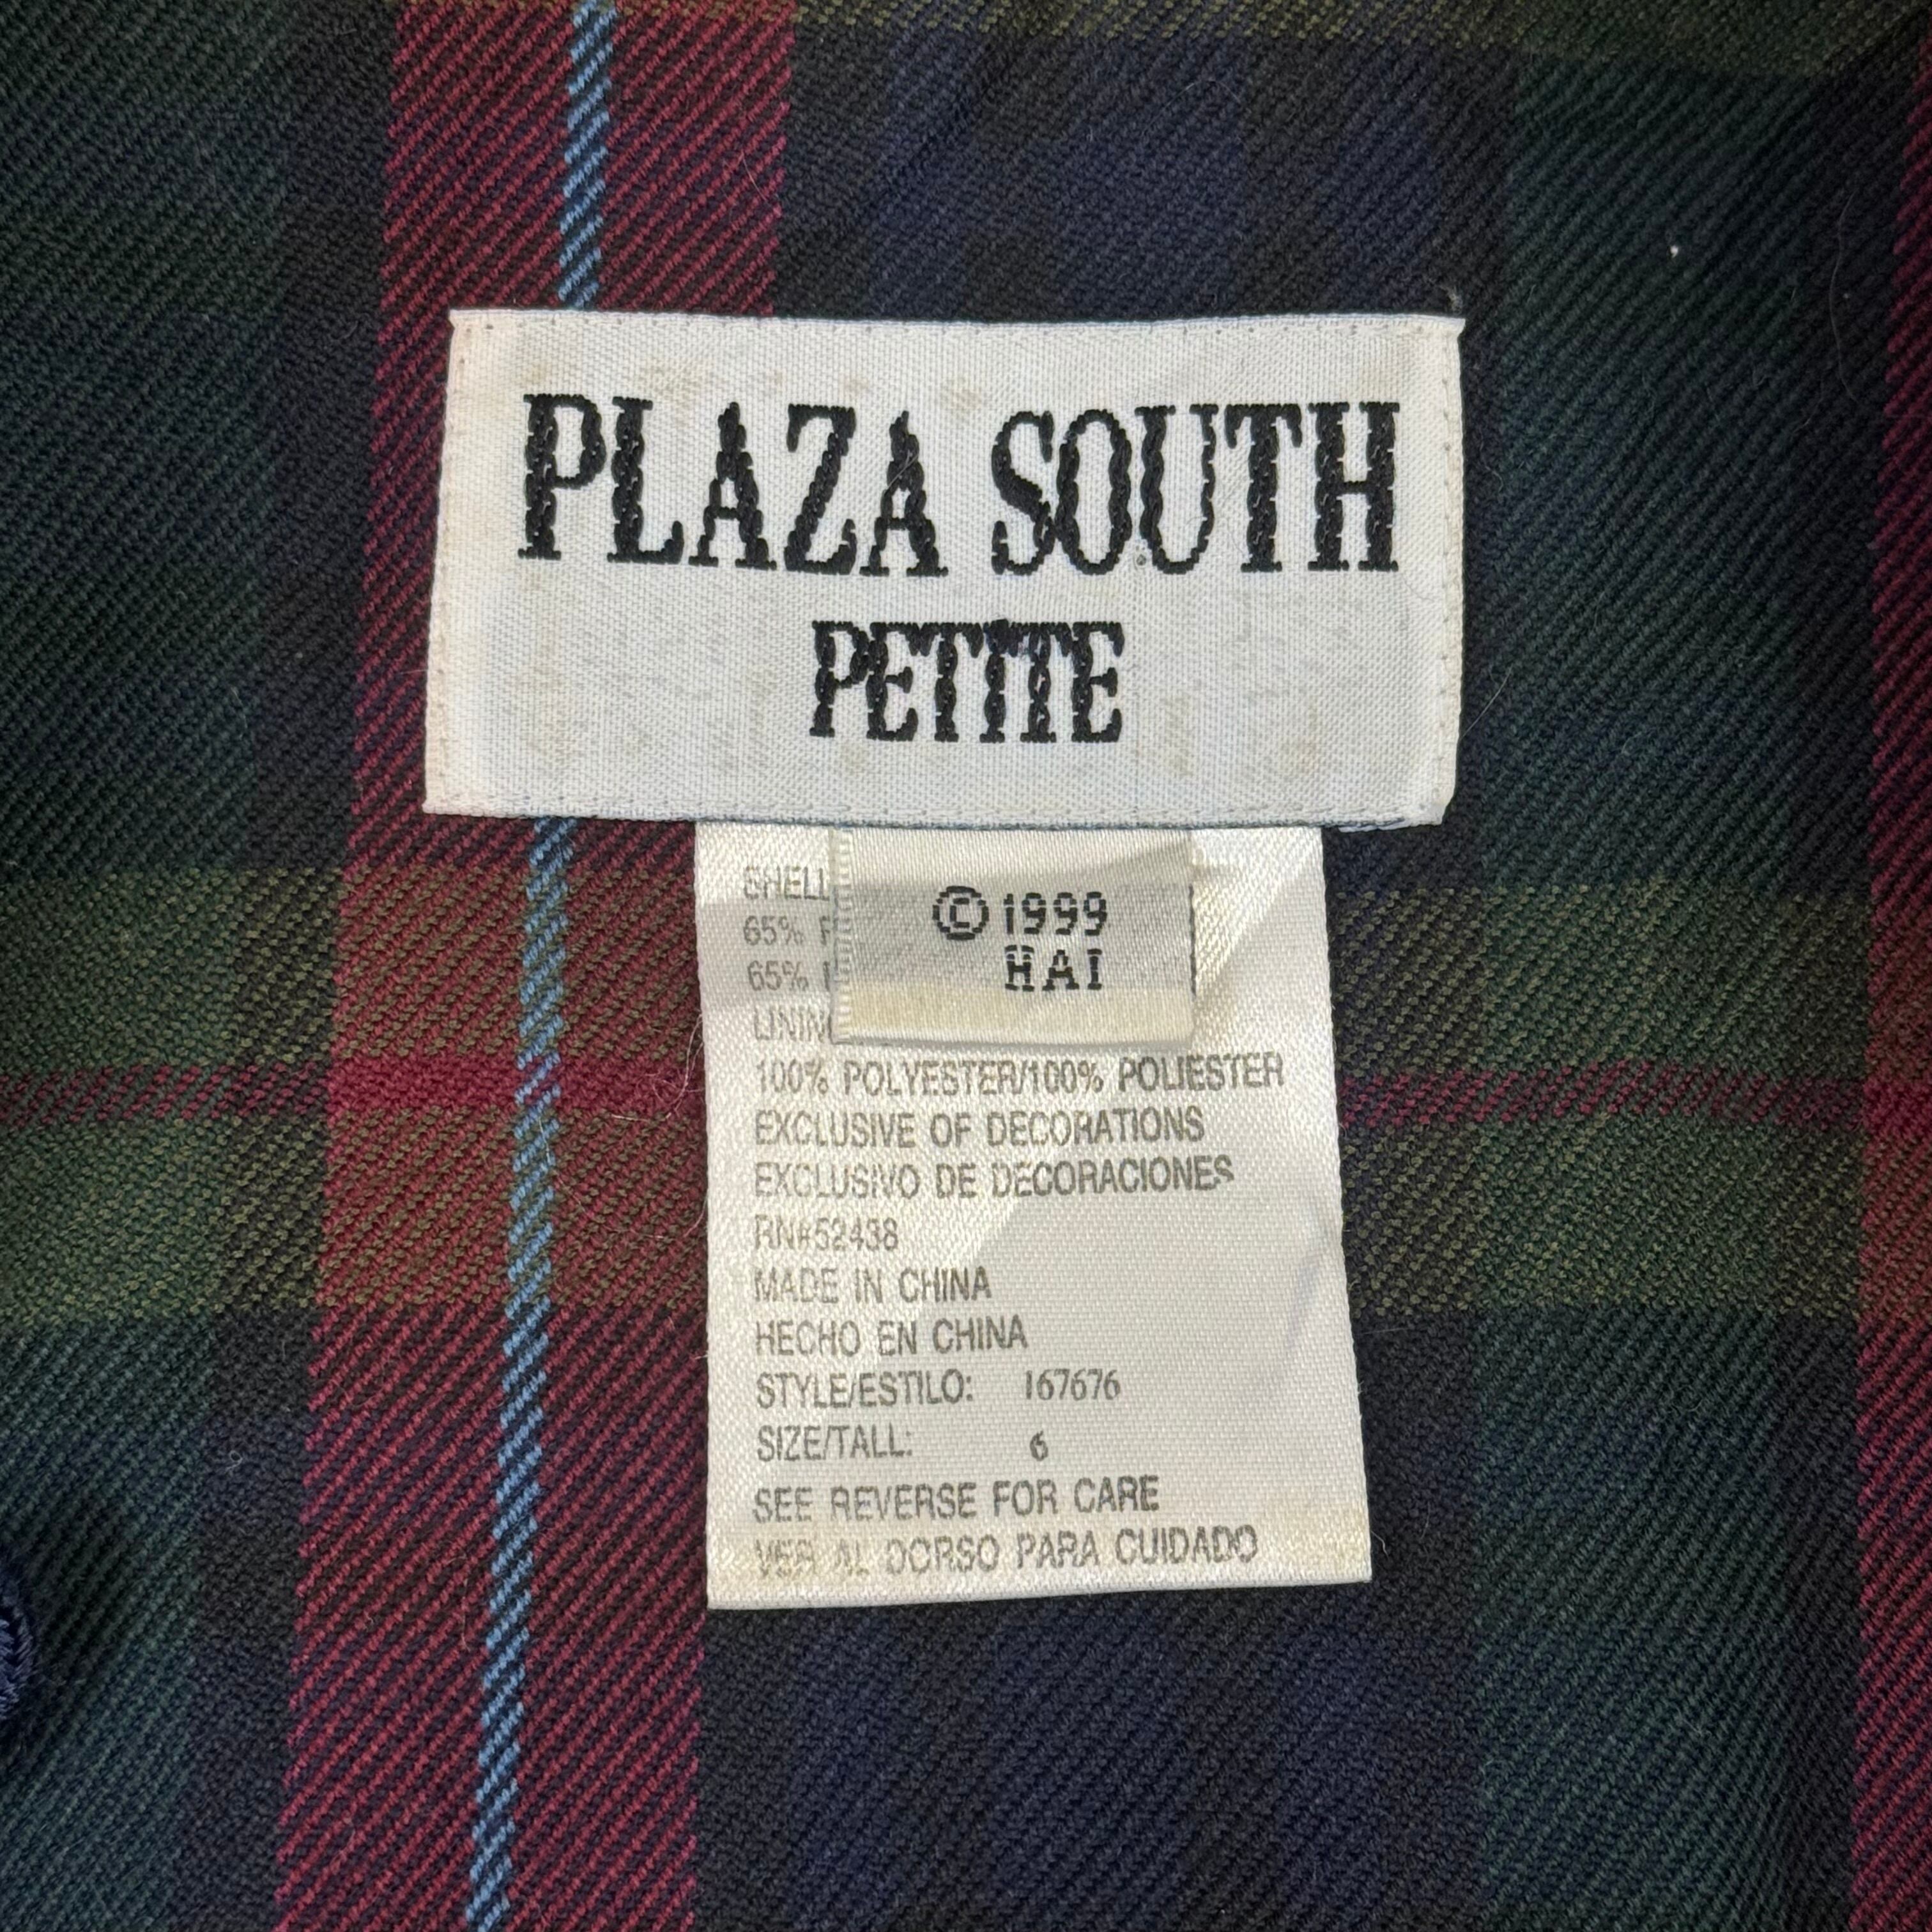 PLAZA SOUTH
PETITE
© 1999
HAI
SHELL
65%
65%
100% POLYESTER/100% POLIESTER
EXCLUSIVE OF DECORATIONS
EXCLUSIVO DE DECORACIONES
RN#52438
MADE IN CHINA
HECHO EN CHINA
STYLE/ESTILO: 167676
SIZE/TALL: 6
SEE REVERSE FOR CARE
VER AL DORSO PARA CUIDADO